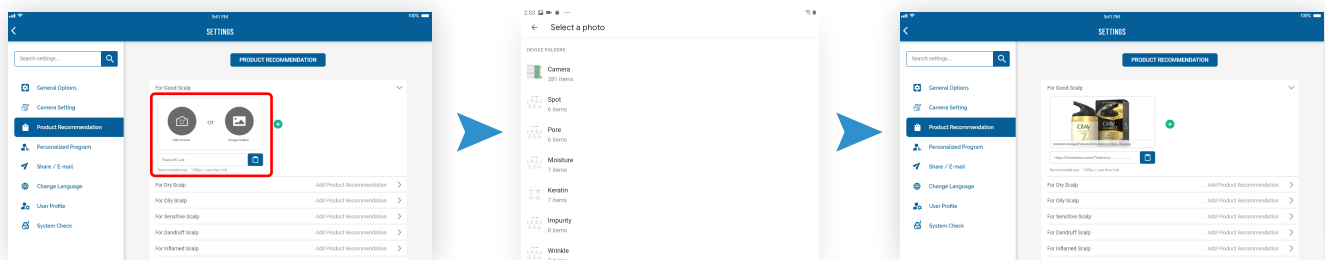 9:41 PM
100%
SETTINGS
Search settings...
PRODUCT RECOMMENDATION
General Options
Camera Setting
Product Recommendation
Personalized Program
Share / E-mail
Change Language
User Profile
System Check
For Good Scalp
or
Take Picture
Image Gallery
Paste URL Link
For Dry Scalp Add Product Recommendation
For Oily Scalp Add Product Recommendation
For Sensitive Scalp Add Product Recommendation
For Dandruff Scalp Add Product Recommendation
For Inflamed Scalp Add Product Recommendation
2:03
Select a photo
DEVICE FOLDERS
Camera
281 items
Spot
6 items
Pore
6 items
Moisture
7 items
Keratin
7 items
Impurity
8 items
Wrinkle
9:41 PM
100%
SETTINGS
Search settings...
PRODUCT RECOMMENDATION
General Options
Camera Setting
Product Recommendation
Personalized Program
Share / E-mail
Change Language
User Profile
System Check
For Good Scalp
OLAY
OLAY
7
For Dry Scalp Add Product Recommendation
For Oily Scalp Add Product Recommendation
For Sensitive Scalp Add Product Recommendation
For Dandruff Scalp Add Product Recommendation
For Inflamed Scalp Add Product Recommendation